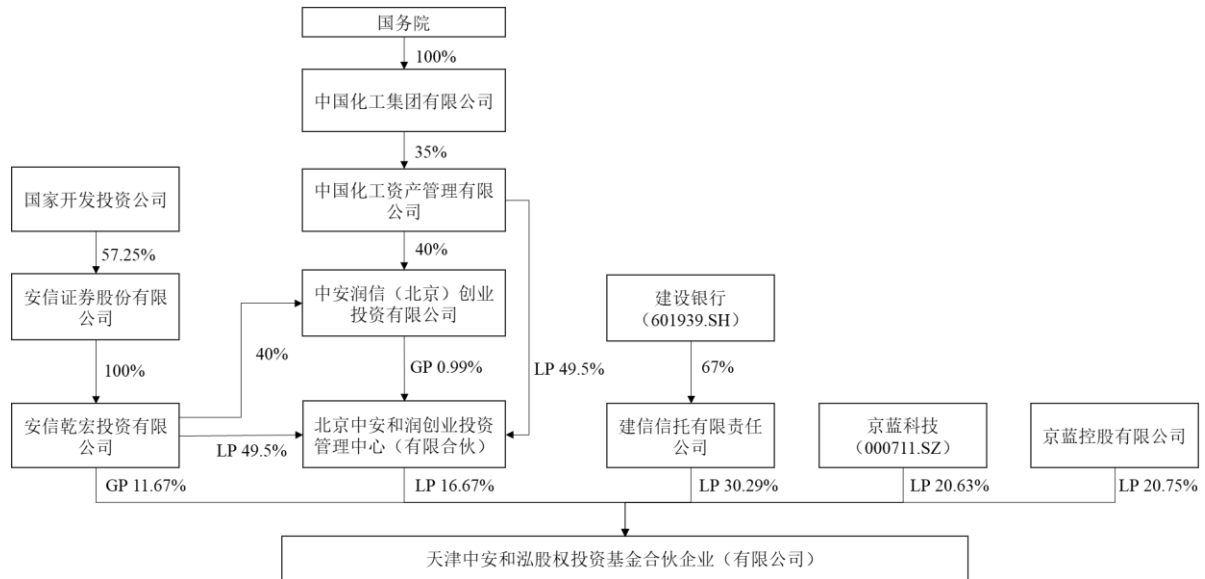 国务院
100%
中国化工集团有限公司
35%
国家开发投资公司
中国化工资产管理有限
公司
57.25%
40%
安信证券股份有限
公司
中安润信（北京）创业
投资有限公司
建设银行
（601939.SH）
100%
40%
GP 0.99%
LP 49.5%
67%
安信乾宏投资有限
公司
LP 49.5%
北京中安和润创业投资
管理中心（有限合伙）
建信信托有限责任
公司
京蓝科技
（000711.SZ）
京蓝控股有限公司
GP 11.67%
LP 16.67%
LP 30.29%
LP 20.63%
LP 20.75%
天津中安和泓股权投资基金合伙企业（有限公司）